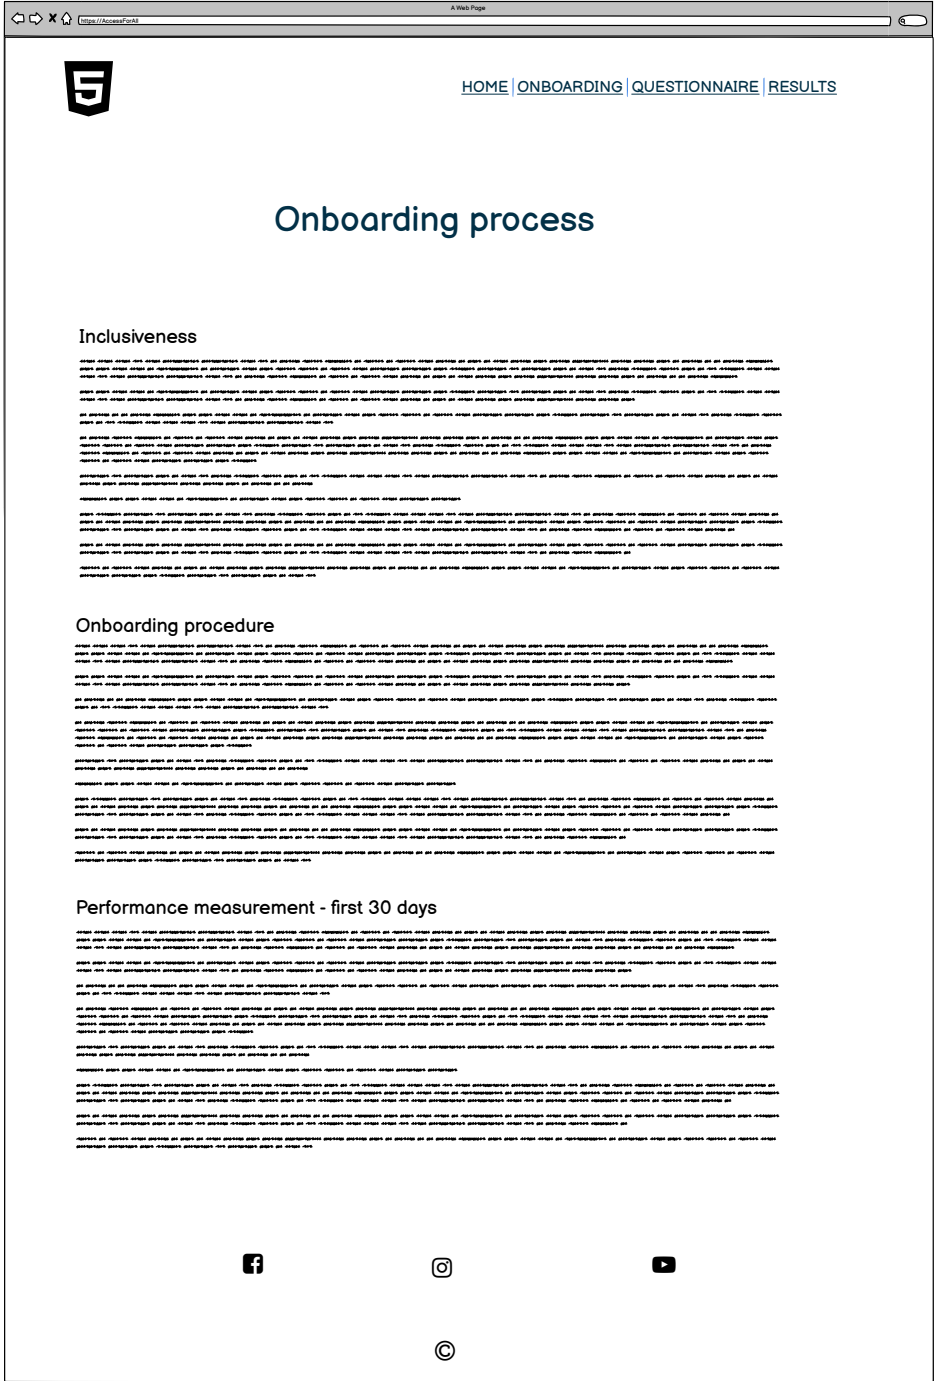 A Web Page
https://AccessForAll
HOME ONBOARDING QUESTIONNAIRE RESULTS
Onboarding process
Inclusiveness
Onboarding procedure
Performance measurement - first 30 days
©